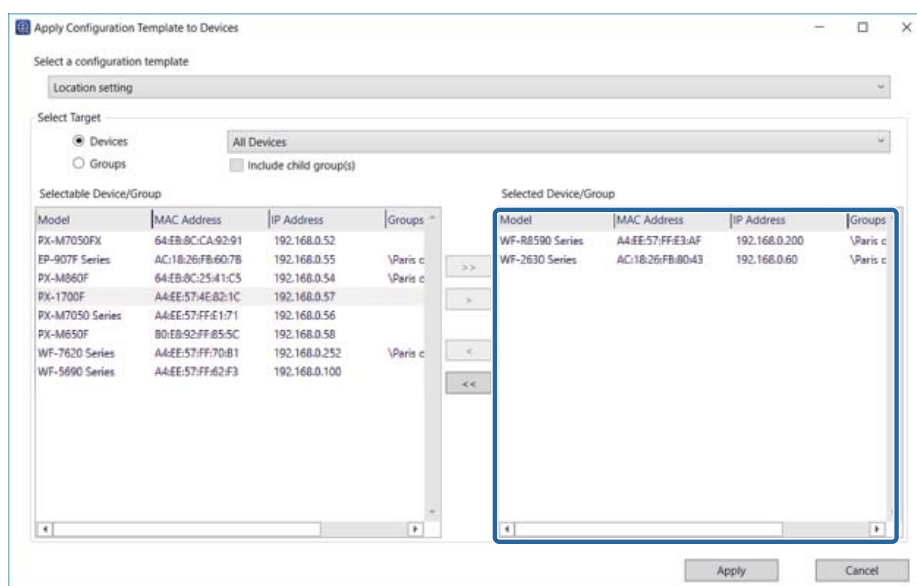 Apply Configuration Template to Devices
Select a configuration template
Location setting
Select Target
Devices
All Devices
Groups
Include child group(s)
Selectable Device/Group
Selected Device/Group
Model MAC Address IP Address Groups
Model MAC Address IP Address Groups
PX-M7050FX 64:EB:8C:CA:92:91 192.168.0.52
WF-R8590 Series A4:EE:57:FF:E3:AF 192.168.0.200 \Paris c
EP-907F Series AC:18:26:FB:60:7B 192.168.0.55 \Paris c
WF-2630 Series AC:18:26:FB:80:43 192.168.0.60 \Paris c
>>
PX-M860F 64:EB:8C:25:41:C5 192.168.0.54 \Paris c
PX-1700F A4:EE:57:4E:82:1C 192.168.0.57
>
PX-M7050 Series A4:EE:57:FF:E1:71 192.168.0.56
PX-M650F 80:E8:92:FF:85:5C 192.168.0.58
WF-7620 Series A4:EE:57:FF:70:81 192.168.0.252 \Paris c
<
WF-5690 Series A4:EE:57:FF:62:F3 192.168.0.100
<<
Apply
Cancel